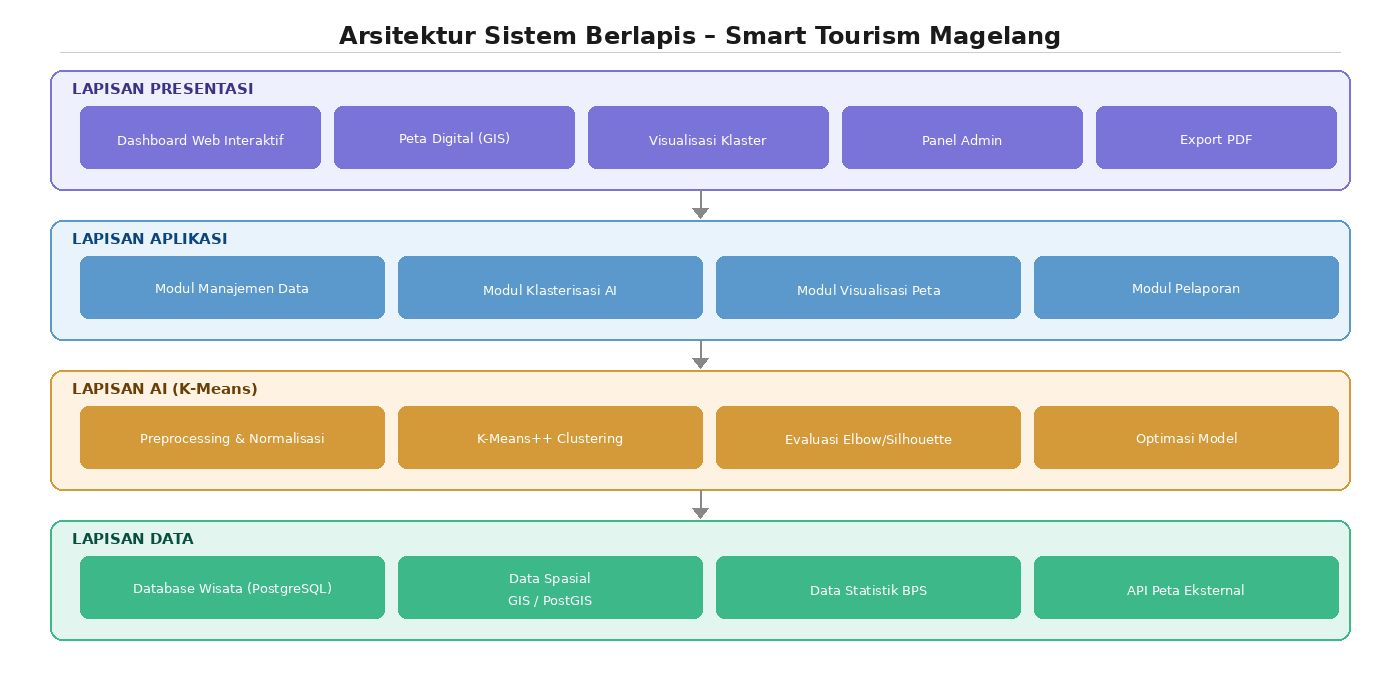 Arsitektur Sistem Berlapis – Smart Tourism Magelang
LAPISAN PRESENTASI
Dashboard Web Interaktif
Peta Digital (GIS)
Visualisasi Klaster
Panel Admin
Export PDF
LAPISAN APLIKASI
Modul Manajemen Data
Modul Klasterisasi AI
Modul Visualisasi Peta
Modul Pelaporan
LAPISAN AI (K-Means)
Preprocessing & Normalisasi
K-Means++ Clustering
Evaluasi Elbow/Silhouette
Optimasi Model
LAPISAN DATA
Database Wisata (PostgreSQL)
Data Spasial
GIS / PostGIS
Data Statistik BPS
API Peta Eksternal